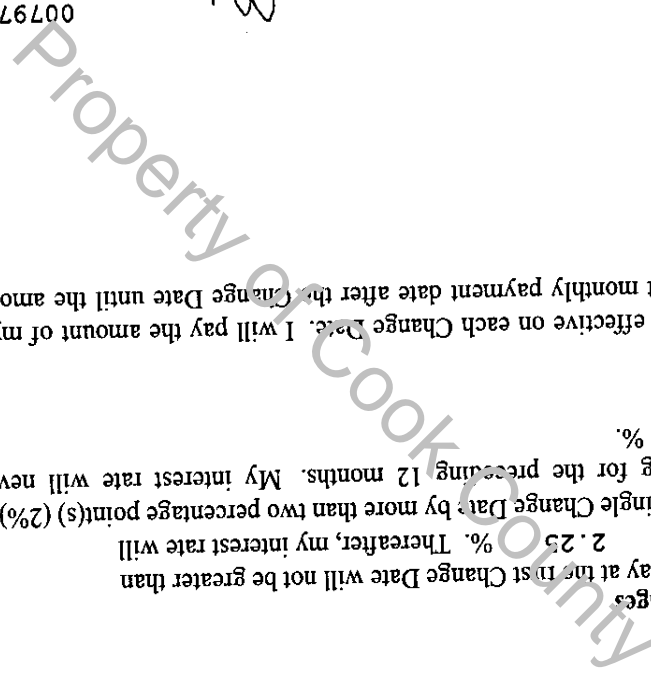 ges
ay at the first Change Date will not be greater than
2.25 %. Thereafter, my interest rate will
ingle Change Date by more than two percentage point(s) (2%)
g for the preceding 12 months. My interest rate will nev
%.
effective on each Change Date. I will pay the amount of m
t monthly payment date after the Change Date until the amo
00797
Property of Cook County